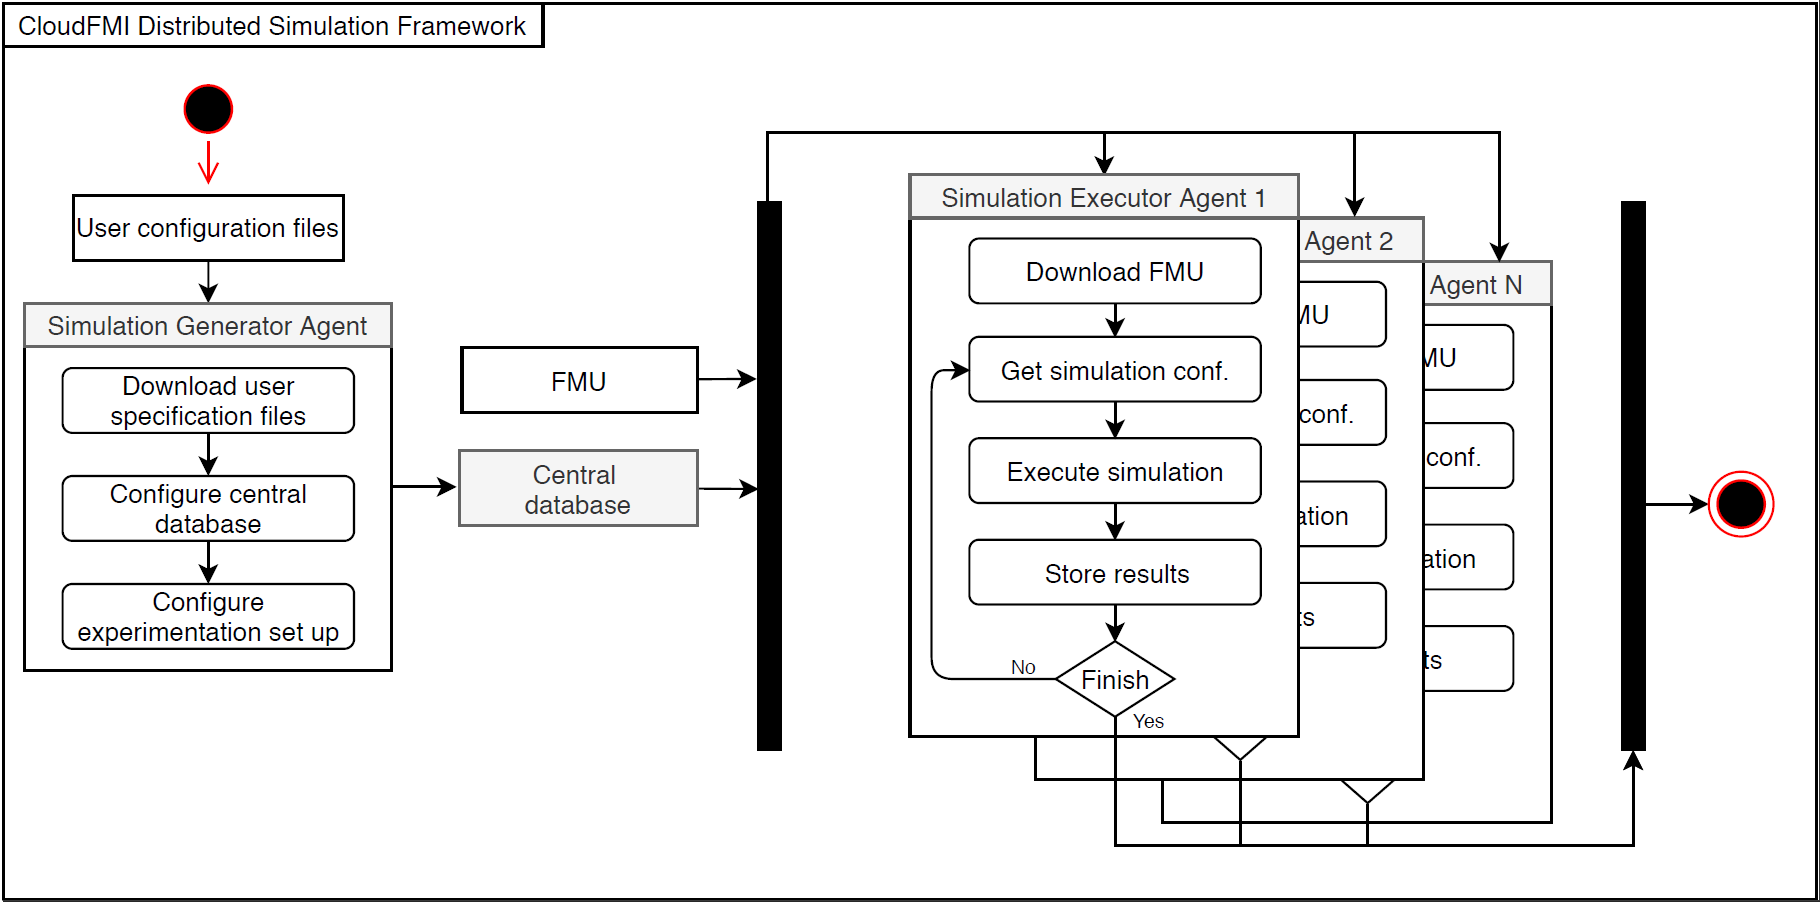 CloudFMI Distributed Simulation Framework
User configuration files
Simulation Generator Agent
Download user
specification files
Configure central
database
Configure
experimentation set up
FMU
Central
database
Simulation Executor Agent 1
Download FMU
Get simulation conf.
Execute simulation
Store results
Finish
No
Yes
Agent 2
MU
conf.
ation
ts
Agent N
MU
conf.
ation
ts